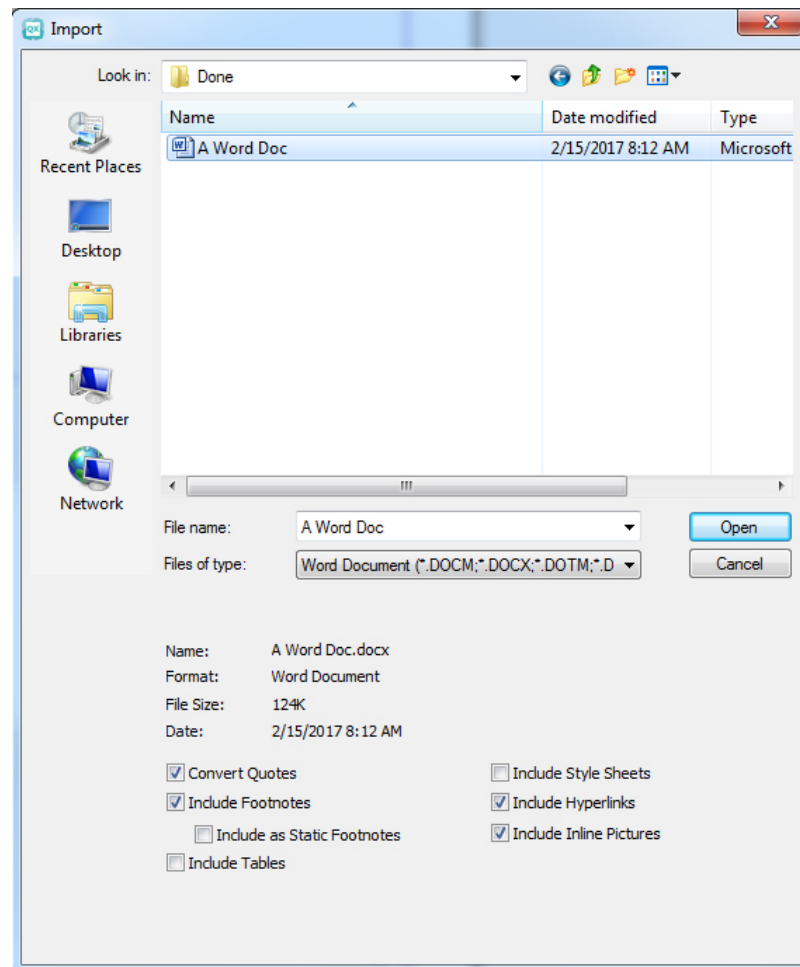 QX Import
Look in: Done
Name Date modified Type
A Word Doc 2/15/2017 8:12 AM Microsoft
Recent Places
Desktop
Libraries
Computer
Network
File name: A Word Doc Open
Files of type: Word Document (*.DOCM;*.DOCX;*.DOTM;*.D Cancel
Name: A Word Doc.docx
Format: Word Document
File Size: 124K
Date: 2/15/2017 8:12 AM
Convert Quotes Include Style Sheets
Include Footnotes Include Hyperlinks
Include as Static Footnotes Include Inline Pictures
Include Tables